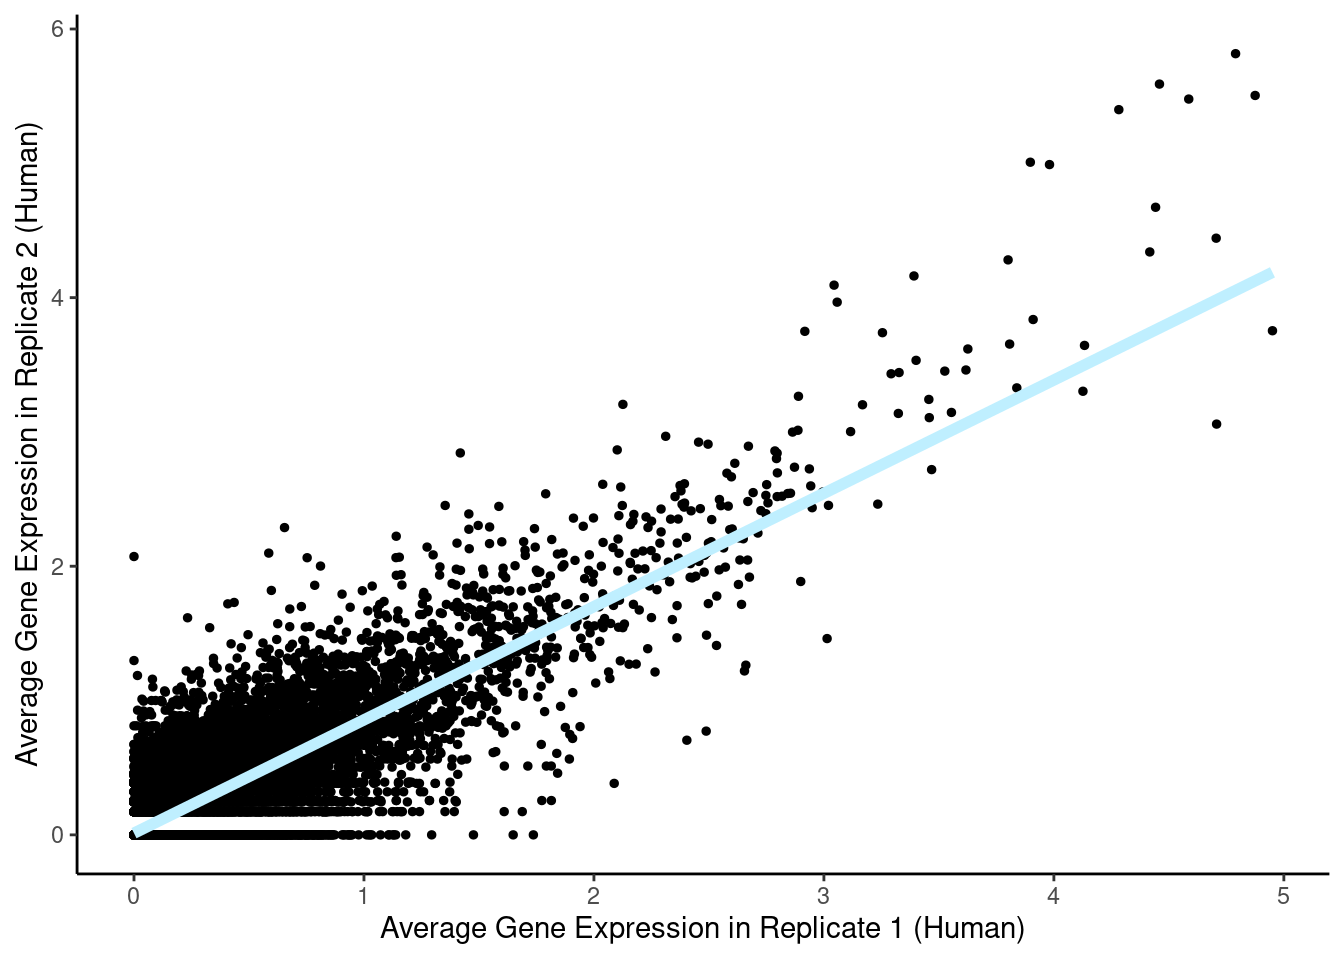 6
4
2
0
Average Gene Expression in Replicate 2 (Human)
0 1 2 3 4 5
Average Gene Expression in Replicate 1 (Human)